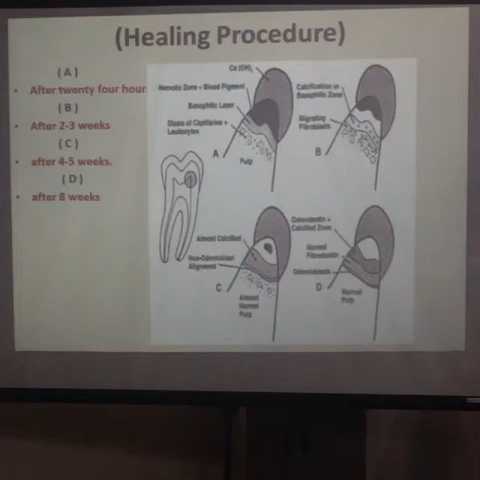 (Healing Procedure)
( A )
• After twenty four hour
( B )
• After 2-3 weeks
( C )
• after 4-5 weeks.
( D )
• after 8 weeks
Ca (OH)₂
Necrotic Zone + Blood Pigment
Basophilic Layer
Stasis of Capillaries +
Leukocytes
A
Pulp
Calcification in
Basophilic Zone
Migrating
Fibroblasts
B
Almost Calcified
Neo-Odontoblast
Alignment
C
Almost
Normal
Pulp
Osteodentin +
Calcified Zone
Normal
Predentin
Odontoblasts
D
Normal
Pulp